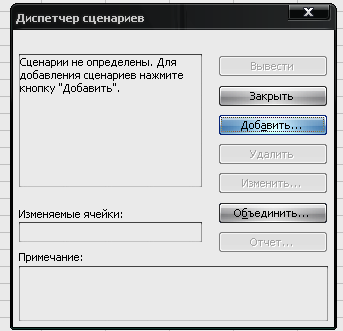 Диспетчер сценариев
Сценарии не определены. Для
добавления сценариев нажмите
кнопку "Добавить".
Вывести
Закрыть
Добавить...
Удалить
Изменить...
Изменяемые ячейки:
Объединить...
Отчет...
Примечание: